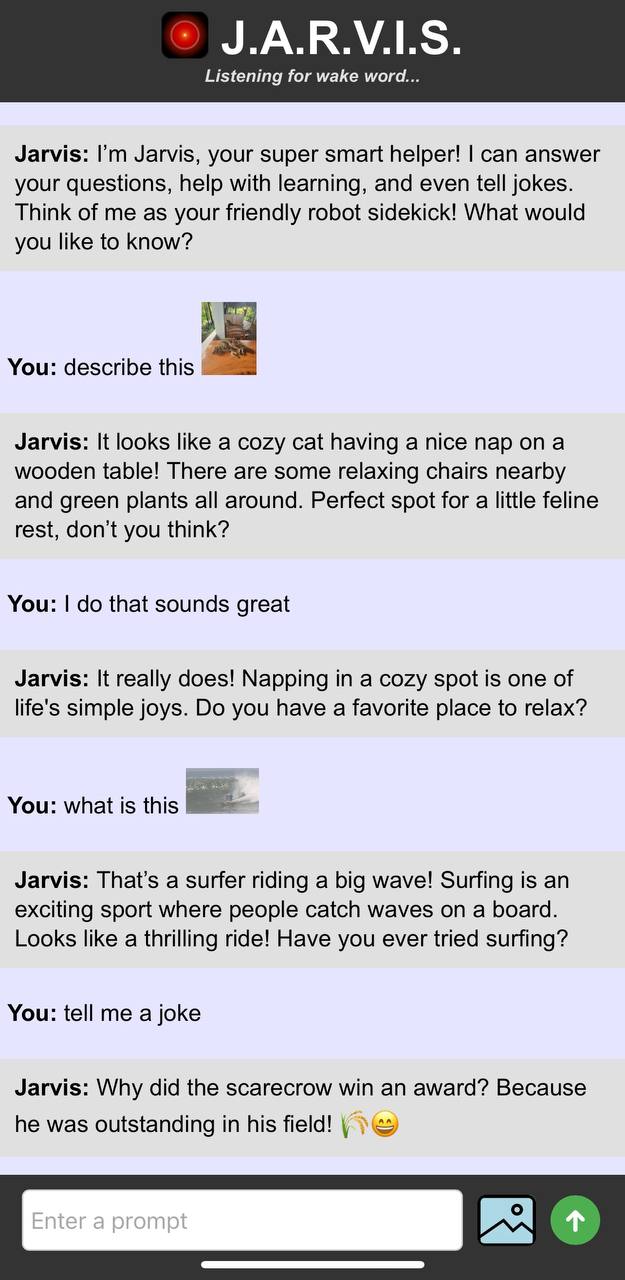 J.A.R.V.I.S.
Listening for wake word...
Jarvis: I’m Jarvis, your super smart helper! I can answer
your questions, help with learning, and even tell jokes.
Think of me as your friendly robot sidekick! What would
you like to know?
You: describe this
Jarvis: It looks like a cozy cat having a nice nap on a
wooden table! There are some relaxing chairs nearby
and green plants all around. Perfect spot for a little feline
rest, don’t you think?
You: I do that sounds great
Jarvis: It really does! Napping in a cozy spot is one of
life's simple joys. Do you have a favorite place to relax?
You: what is this
Jarvis: That’s a surfer riding a big wave! Surfing is an
exciting sport where people catch waves on a board.
Looks like a thrilling ride! Have you ever tried surfing?
You: tell me a joke
Jarvis: Why did the scarecrow win an award? Because
he was outstanding in his field! 🌾😄
Enter a prompt